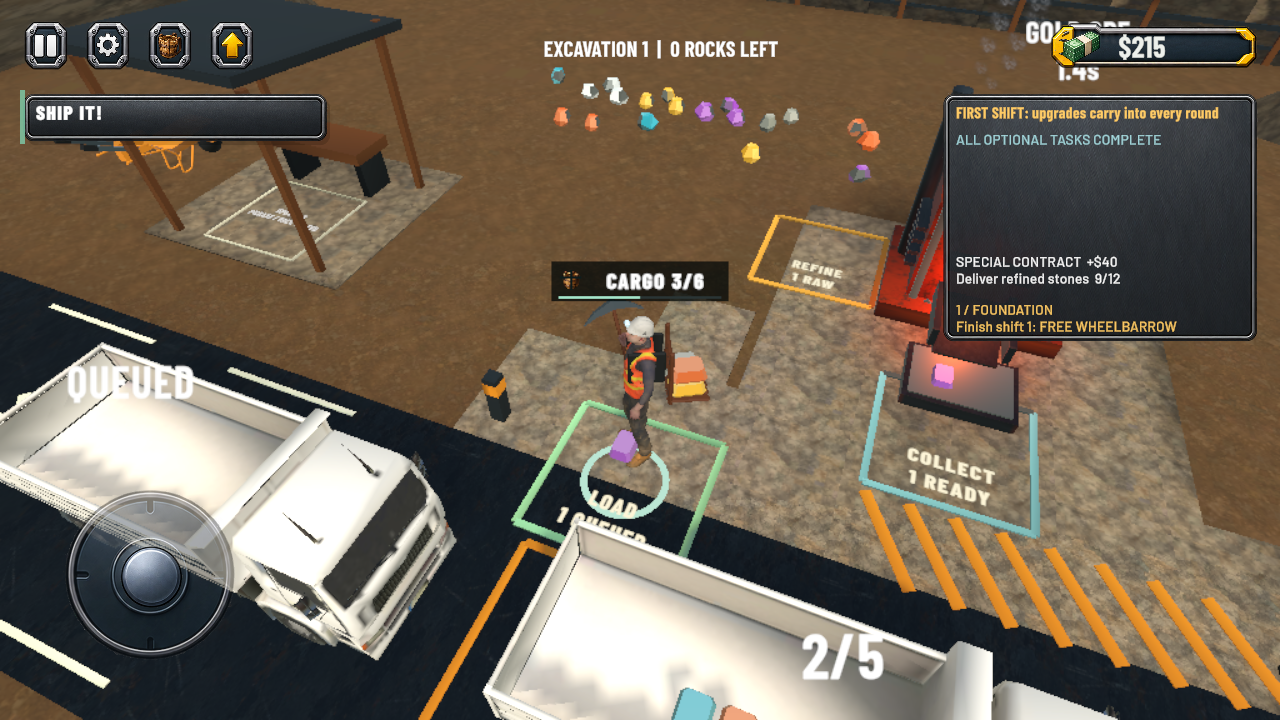 EXCAVATION 1 | 0 ROCKS LEFT
$215
1.4s
SHIP IT!
FIRST SHIFT: upgrades carry into every round
ALL OPTIONAL TASKS COMPLETE
SPECIAL CONTRACT +$40
Deliver refined stones 9/12
1 / FOUNDATION
Finish shift 1: FREE WHEELBARROW
CARGO 3/6
REFINE
1 RAW
QUEUED
COLLECT
1 READY
LOAD
1 QUEUED
2/5